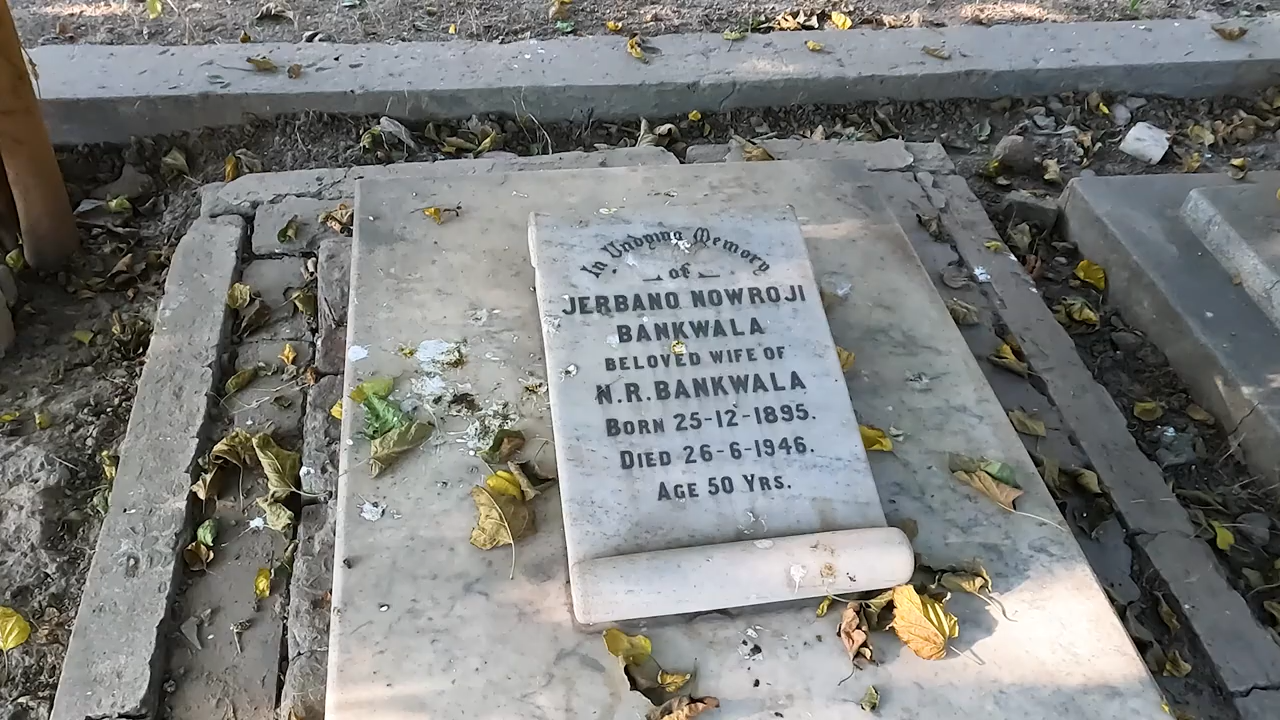 In Undying Memory
of
JERBANO NOWROJI
BANKWALA
BELOVED WIFE OF
N.R. BANKWALA
BORN 25-12-1895.
DIED 26-6-1946.
AGE 50 YRS.